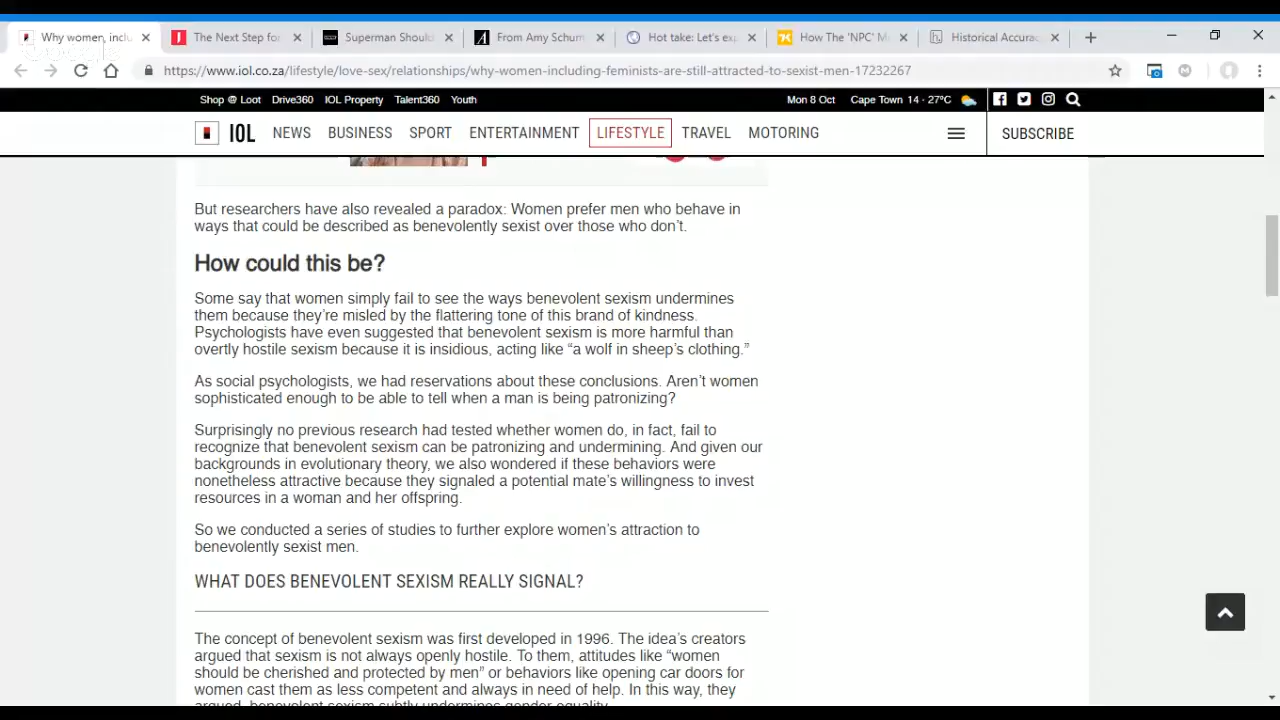 Why women, inclu
The Next Step for
Superman Shoul
From Amy Schum
Hot take: Let's ex
How The 'NPC' M
Historical Accurac
https://www.iol.co.za/lifestyle/love-sex/relationships/why-women-including-feminists-are-still-attracted-to-sexist-men-17232267
Shop @ Loot Drive360 IOL Property Talent360 Youth Mon 8 Oct Cape Town 14 - 27°C
IOL NEWS BUSINESS SPORT ENTERTAINMENT LIFESTYLE TRAVEL MOTORING SUBSCRIBE
But researchers have also revealed a paradox: Women prefer men who behave in
ways that could be described as benevolently sexist over those who don't.
How could this be?
Some say that women simply fail to see the ways benevolent sexism undermines
them because they're misled by the flattering tone of this brand of kindness.
Psychologists have even suggested that benevolent sexism is more harmful than
overtly hostile sexism because it is insidious, acting like “a wolf in sheep's clothing.”
As social psychologists, we had reservations about these conclusions. Aren't women
sophisticated enough to be able to tell when a man is being patronizing?
Surprisingly no previous research had tested whether women do, in fact, fail to
recognize that benevolent sexism can be patronizing and undermining. And given our
backgrounds in evolutionary theory, we also wondered if these behaviors were
nonetheless attractive because they signaled a potential mate's willingness to invest
resources in a woman and her offspring.
So we conducted a series of studies to further explore women's attraction to
benevolently sexist men.
WHAT DOES BENEVOLENT SEXISM REALLY SIGNAL?
The concept of benevolent sexism was first developed in 1996. The idea's creators
argued that sexism is not always openly hostile. To them, attitudes like “women
should be cherished and protected by men” or behaviors like opening car doors for
women cast them as less competent and always in need of help. In this way, they
argued, benevolent sexism subtly undermines gender equality.